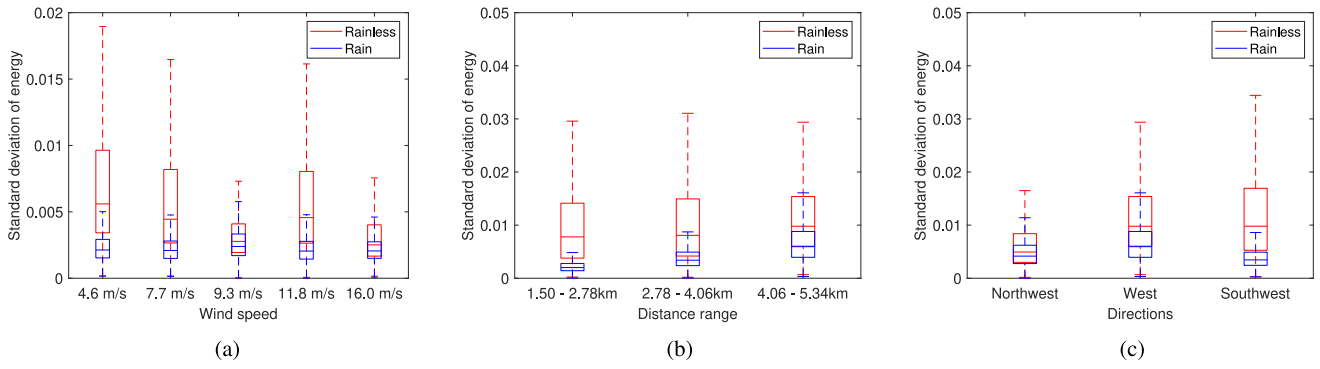 0.02
0.015
0.01
0.005
0
Standard deviation of energy
Rainless
Rain
4.6 m/s 7.7 m/s 9.3 m/s 11.8 m/s 16.0 m/s
Wind speed
(a)
0.05
0.04
0.03
0.02
0.01
0
Standard deviation of energy
Rainless
Rain
1.50 - 2.78km 2.78 - 4.06km 4.06 - 5.34km
Distance range
(b)
0.05
0.04
0.03
0.02
0.01
0
Standard deviation of energy
Rainless
Rain
Northwest West Southwest
Directions
(c)